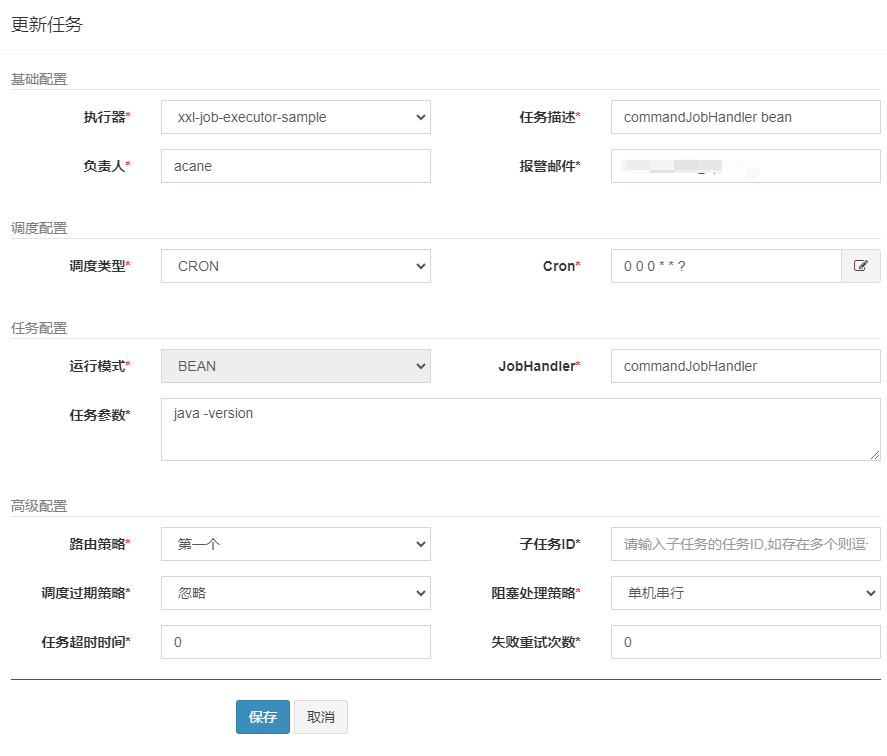 更新任务
基础配置
执行器* xxl-job-executor-sample 任务描述* commandJobHandler bean
负责人* acane 报警邮件*
调度配置
调度类型* CRON Cron* 0 0 0 * * ?
任务配置
运行模式* BEAN JobHandler* commandJobHandler
任务参数* java -version
高级配置
路由策略* 第一个 子任务ID* 请输入子任务的任务ID,如存在多个则逗
调度过期策略* 忽略 阻塞处理策略* 单机串行
任务超时时间* 0 失败重试次数* 0
保存 取消